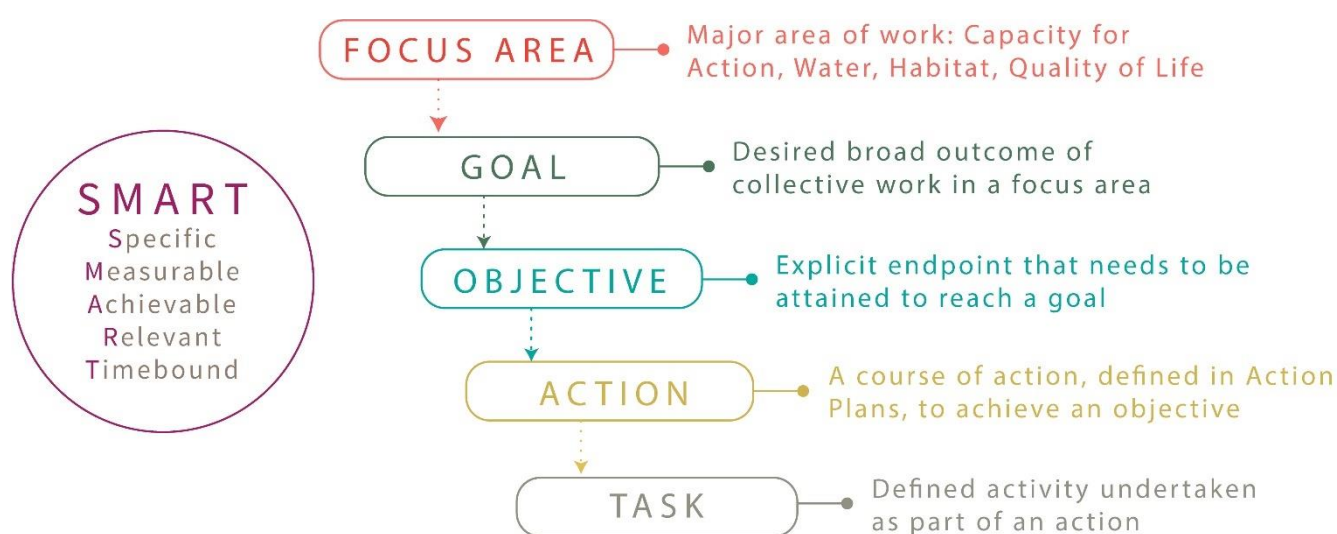 FOCUS AREA
Major area of work: Capacity for
Action, Water, Habitat, Quality of Life
GOAL
Desired broad outcome of
collective work in a focus area
SMART
Specific
Measurable
Achievable
Relevant
Timebound
OBJECTIVE
Explicit endpoint that needs to be
attained to reach a goal
ACTION
A course of action, defined in Action
Plans, to achieve an objective
TASK
Defined activity undertaken
as part of an action